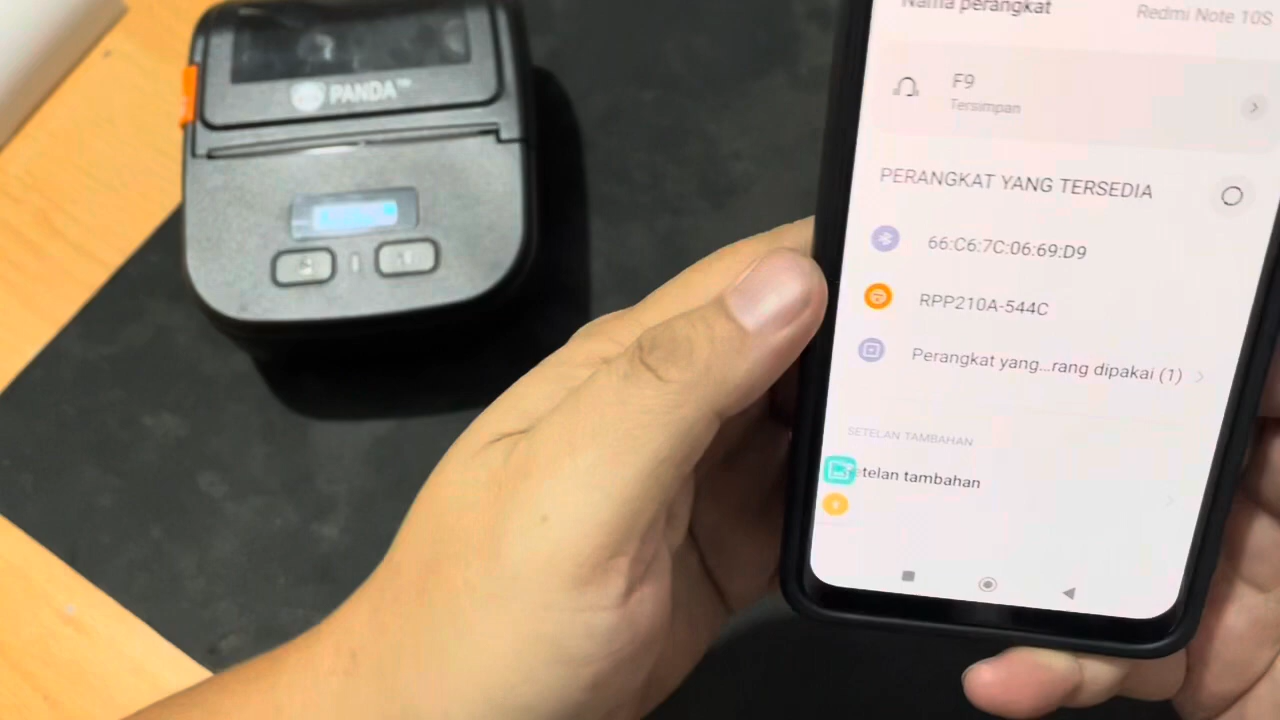 PANDA
Nama perangkat
Redmi Note 10S
F9
Tersimpan
PERANGKAT YANG TERSEDIA
66:C6:7C:06:69:D9
RPP210A-544C
Perangkat yang...rang dipakai (1)
SETELAN TAMBAHAN
etelan tambahan